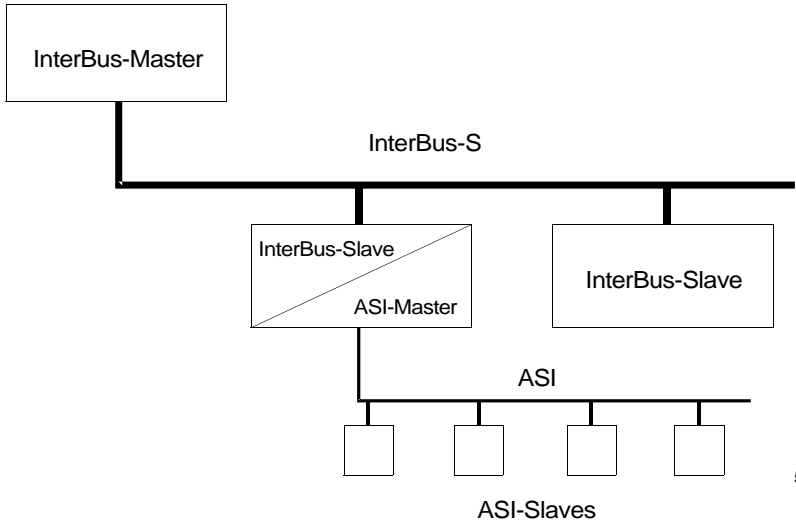 InterBus-Master
InterBus-S
InterBus-Slave
ASI-Master
InterBus-Slave
ASI
ASI-Slaves